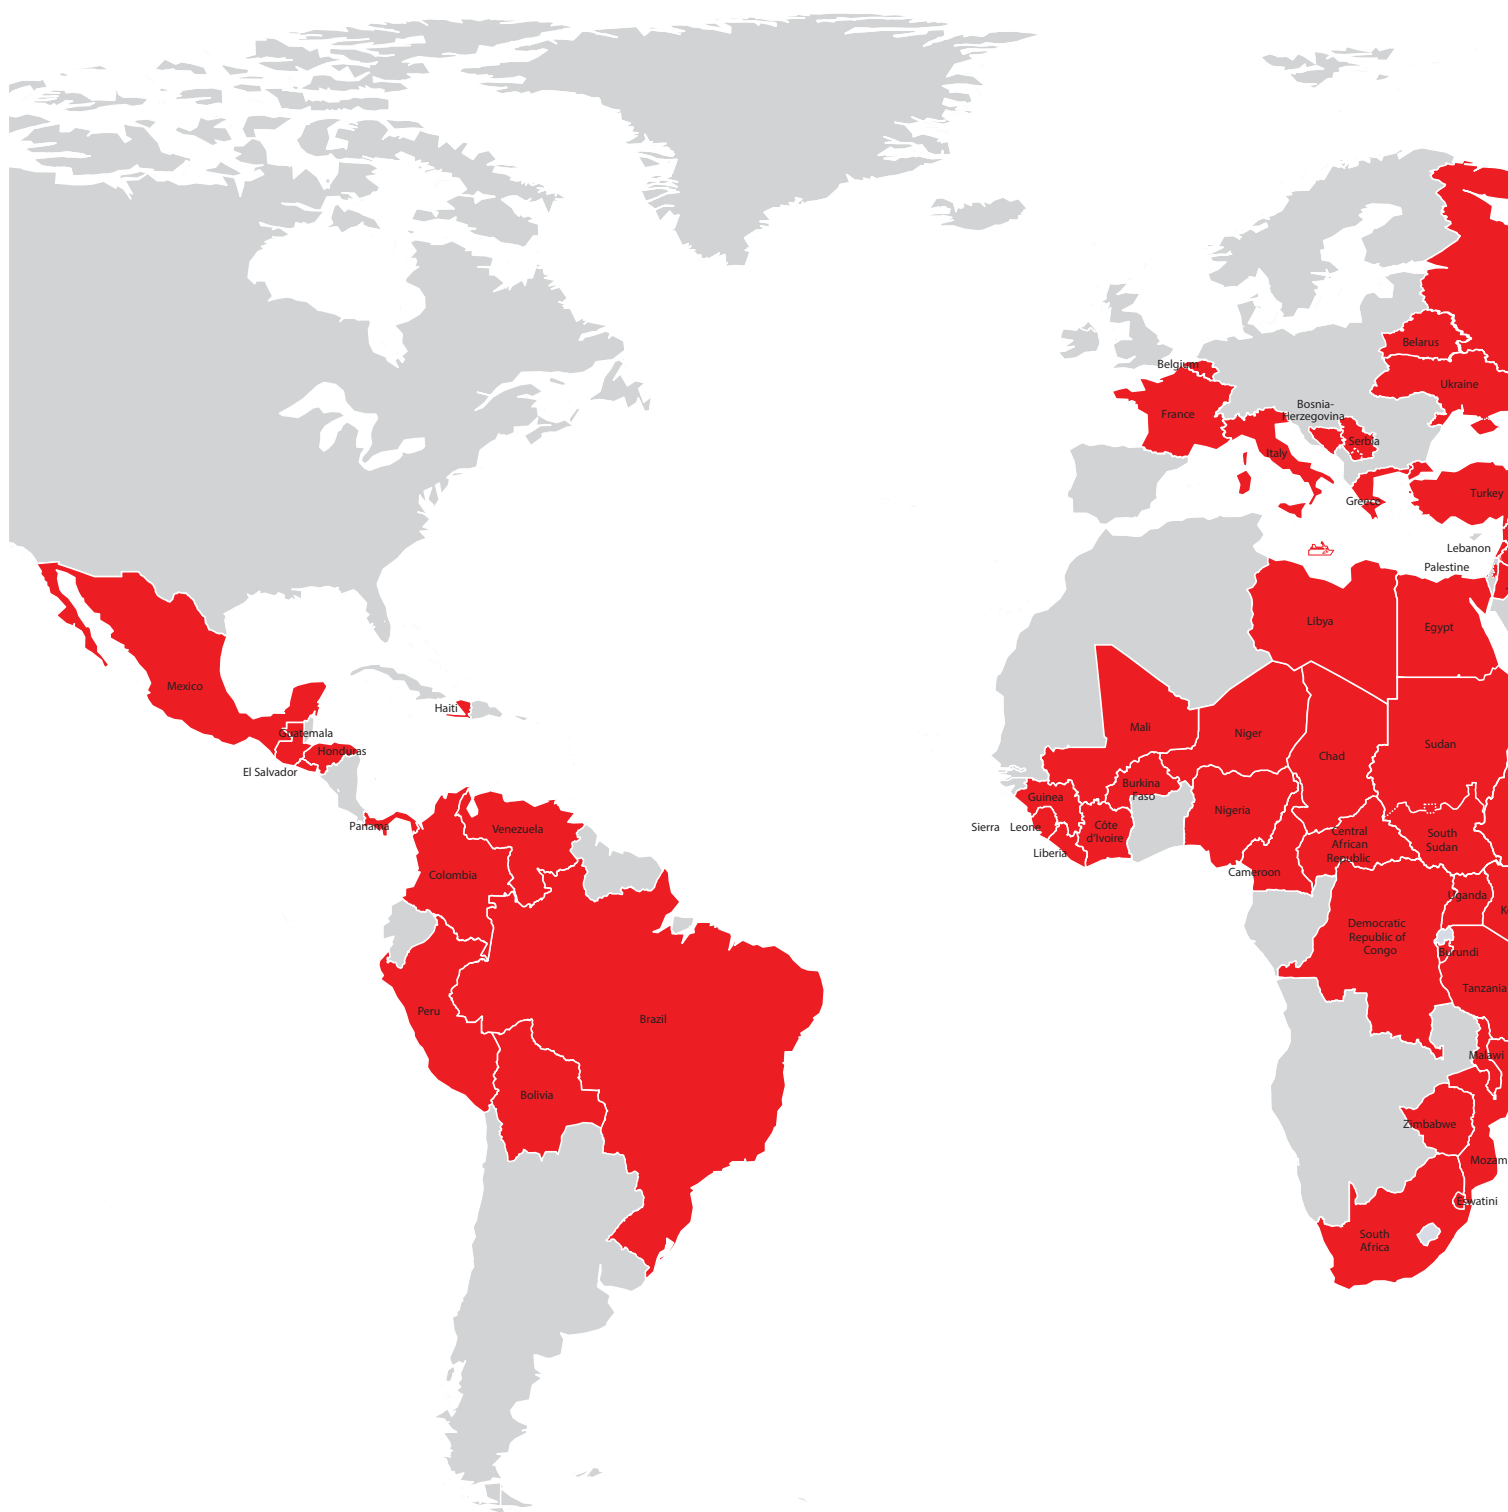 Belarus
Belgium
Ukraine
Bosnia-
Herzegovina
France
Serbia
Italy
Turkey
Greece
Lebanon
Palestine
Libya
Egypt
Mexico
Haiti
Guatemala
Honduras
El Salvador
Panama
Venezuela
Colombia
Peru
Brazil
Bolivia
Mali
Niger
Chad
Sudan
Burkina
Faso
Guinea
Nigeria
Sierra Leone
Côte
d'Ivoire
Liberia
Central
African
Republic
South
Sudan
Cameroon
Uganda
K
Democratic
Republic of
Congo
Burundi
Tanzania
Malawi
Zimbabwe
Mozam
Eswatini
South
Africa